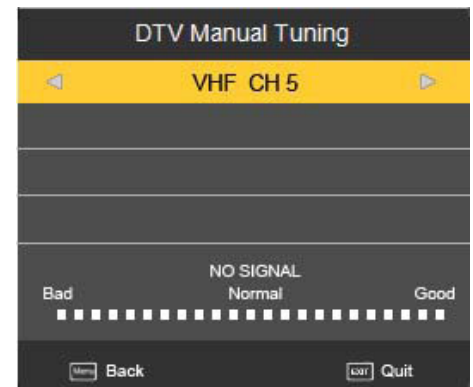 DTV Manual Tuning
VHF CH 5
NO SIGNAL
Bad Normal Good
Menu Back EXIT Quit